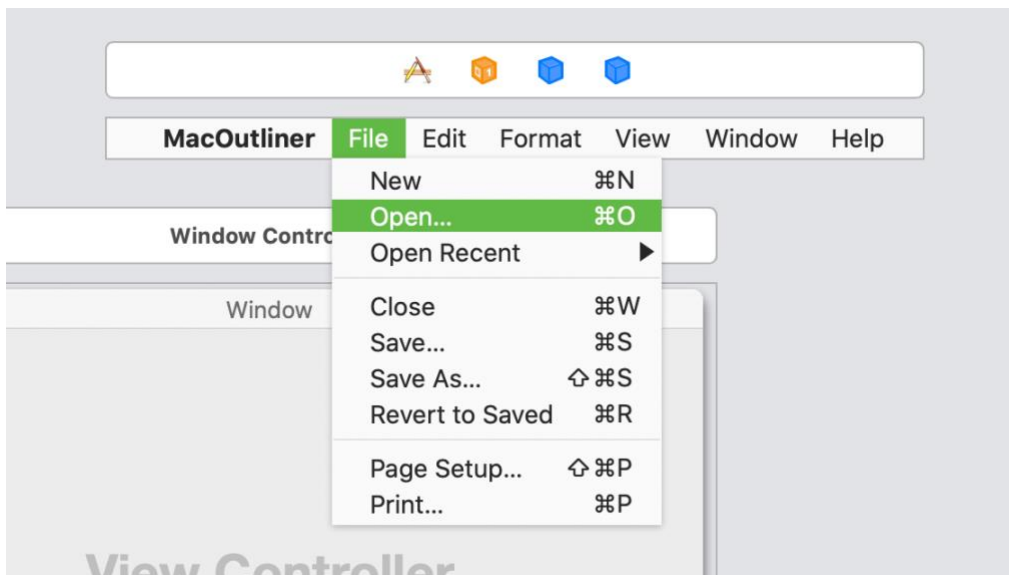 MacOutliner File Edit Format View Window Help
New ⌘N
Open... ⌘O
Window Contro
Open Recent
Close ⌘W
Window
Save... ⌘S
Save As... ⇧⌘S
Revert to Saved ⌘R
Page Setup... ⇧⌘P
Print... ⌘P
View Controller